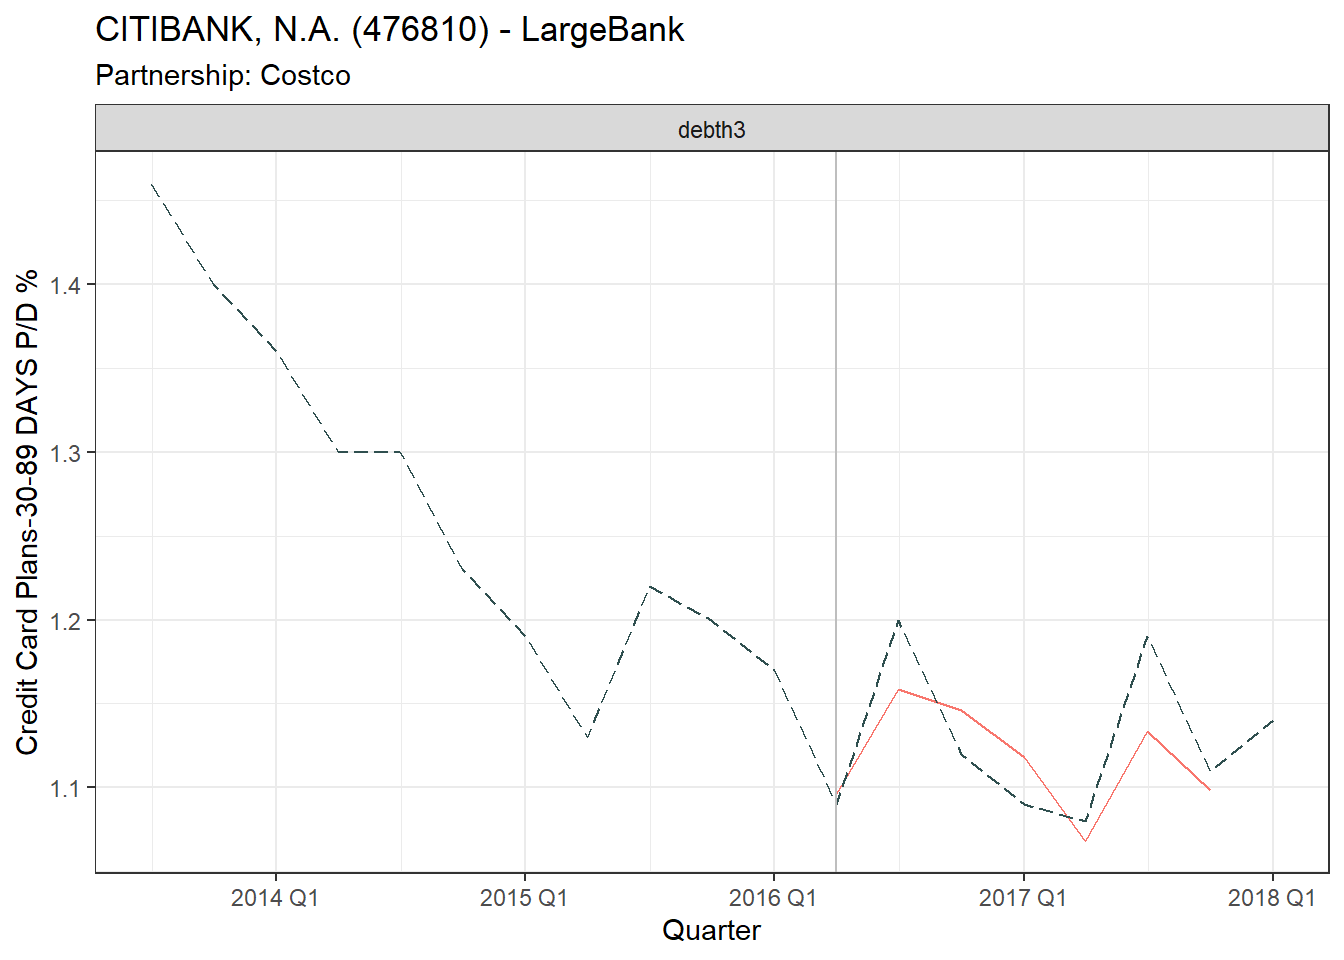 CITIBANK, N.A. (476810) - LargeBank
Partnership: Costco
debth3
Credit Card Plans-30-89 DAYS P/D %
1.4
1.3
1.2
1.1
2014 Q1
2015 Q1
2016 Q1
2017 Q1
2018 Q1
Quarter